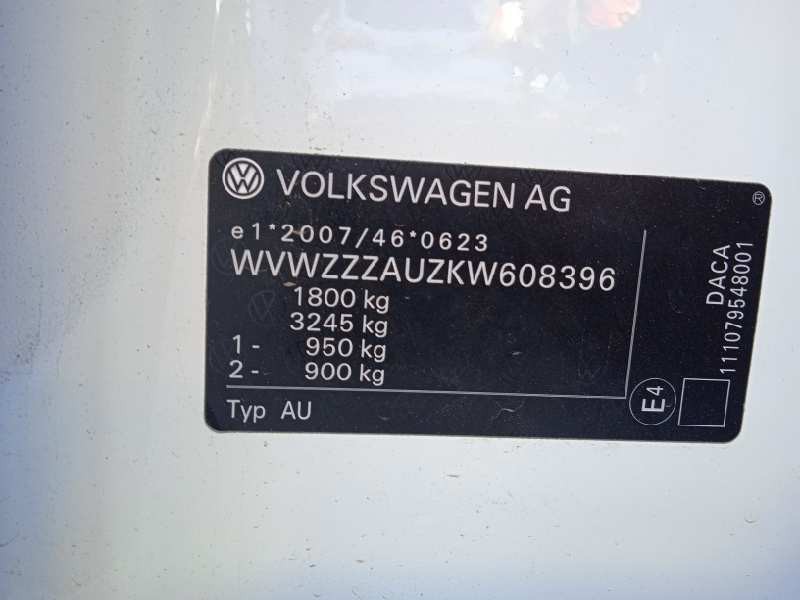 VOLKSWAGEN AG
e1*2007/46*0623
WVWZZZAUZKW608396
1800 kg
3245 kg
1- 950 kg
2- 900 kg
Typ AU
E4
DACA
111079548001
®